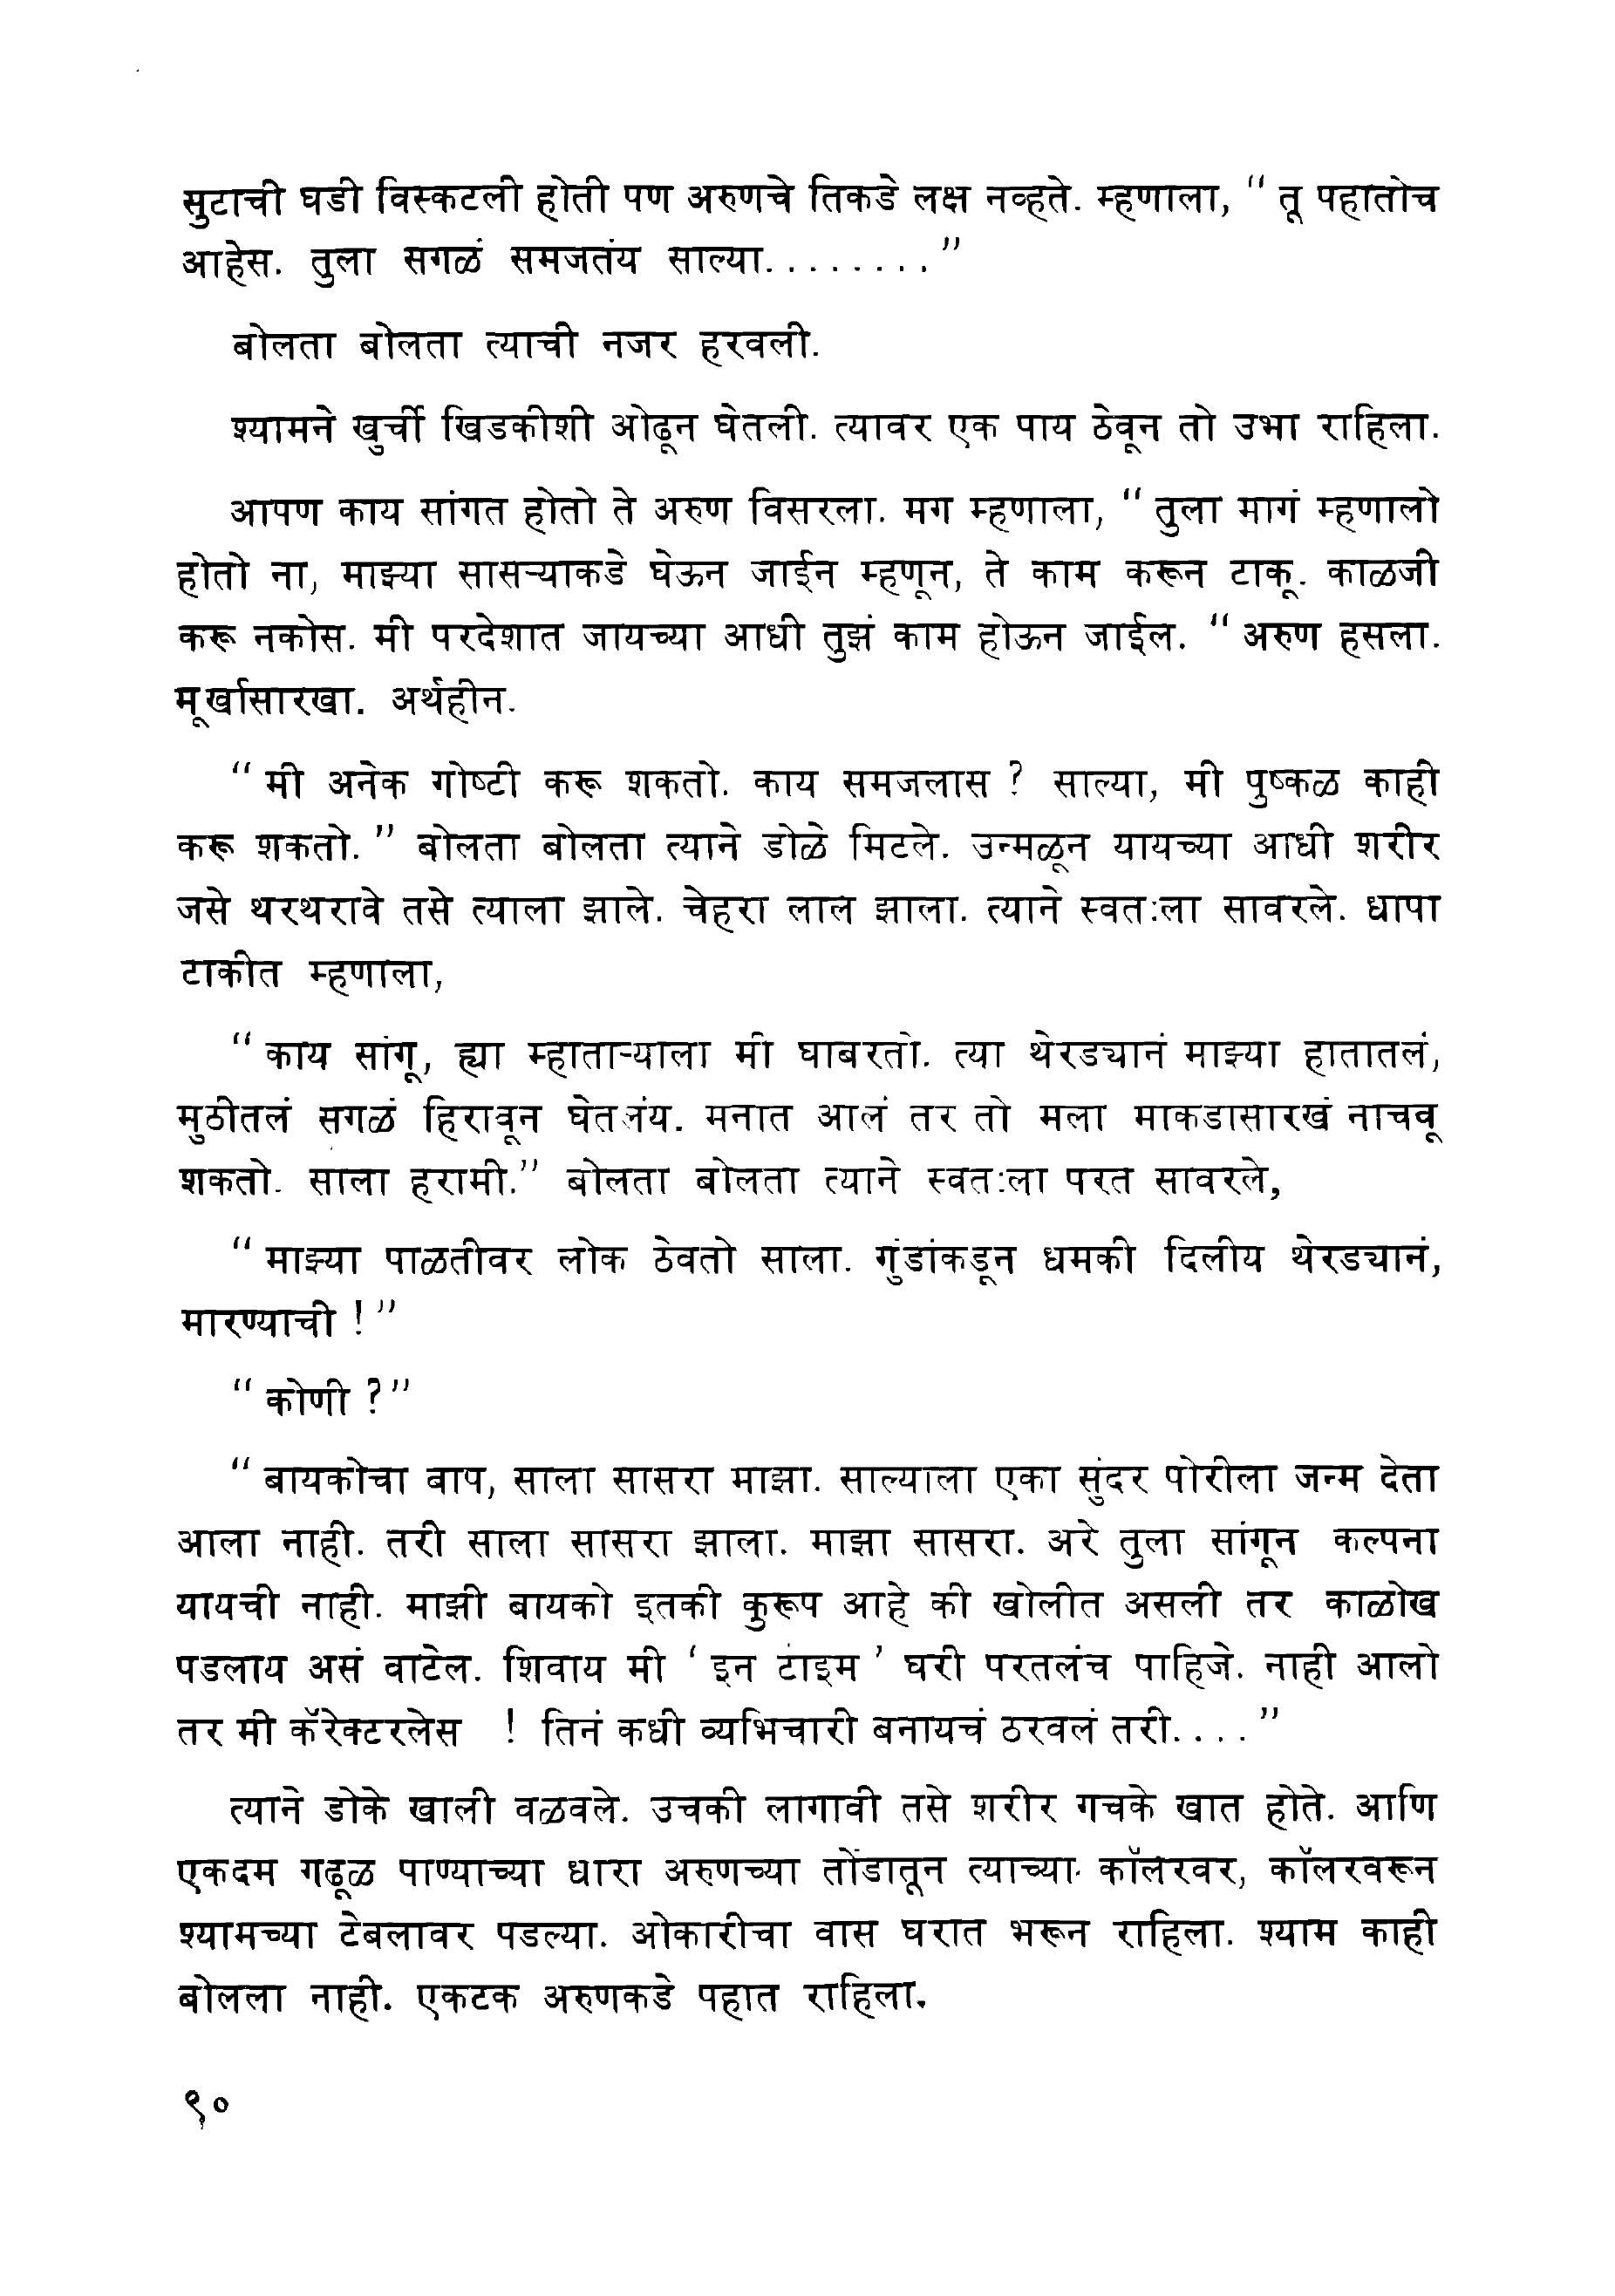 सुटाची घडी विस्कटली होती पण अरुणचे तिकडे लक्ष नव्हते. म्हणाला, “ तू पहातोच
आहेस. तुला सगळं समजतंय साल्या........”
बोलता बोलता त्याची नजर हरवली.
श्यामने खुर्ची खिडकीशी ओढून घेतली. त्यावर एक पाय ठेवून तो उभा राहिला.
आपण काय सांगत होतो ते अरुण विसरला. मग म्हणाला, “ तुला मागं म्हणालो
होतो ना, माझ्या सासऱ्याकडे घेऊन जाईन म्हणून, ते काम करून टाकू. काळजी
करू नकोस. मी परदेशात जायच्या आधी तुझं काम होऊन जाईल. “ अरुण हसला.
मूर्खासारखा. अर्थहीन.
“ मी अनेक गोष्टी करू शकतो. काय समजलास ? साल्या, मी पुष्कळ काही
करू शकतो. ” बोलता बोलता त्याने डोळे मिटले. उन्मळून यायच्या आधी शरीर
जसे थरथरावे तसे त्याला झाले. चेहरा लाल झाला. त्याने स्वतःला सावरले. धापा
टाकीत म्हणाला,
“ काय सांगू, ह्या म्हाताऱ्याला मी घाबरतो. त्या थेरड्यानं माझ्या हातातलं,
मुठीतलं सगळं हिरावून घेतलंय. मनात आलं तर तो मला माकडासारखं नाचवू
शकतो. साला हरामी.” बोलता बोलता त्याने स्वतःला परत सावरले,
“ माझ्या पाळतीवर लोक ठेवतो साला. गुंडांकडून धमकी दिलीय थेरड्यानं,
मारण्याची ! ”
“ कोणी ? ”
“ बायकोचा बाप, साला सासरा माझा. साल्याला एका सुंदर पोरीला जन्म देता
आला नाही. तरी साला सासरा झाला. माझा सासरा. अरे तुला सांगून कल्पना
यायची नाही. माझी बायको इतकी कुरूप आहे की खोलीत असली तर काळोख
पडलाय असं वाटेल. शिवाय मी ‘ इन टाइम ’ घरी परतलंच पाहिजे. नाही आलो
तर मी कॅरेक्टरलेस ! तिनं कधी व्यभिचारी बनायचं ठरवलं तरी.... ”
त्याने डोके खाली वळवले. उचकी लागावी तसे शरीर गचके खात होते. आणि
एकदम गढूळ पाण्याच्या धारा अरुणच्या तोंडातून त्याच्या कॉलरवर, कॉलरवरून
श्यामच्या टेबलावर पडल्या. ओकारीचा वास घरात भरून राहिला. श्याम काही
बोलला नाही. एकटक अरुणकडे पहात राहिला.
९०